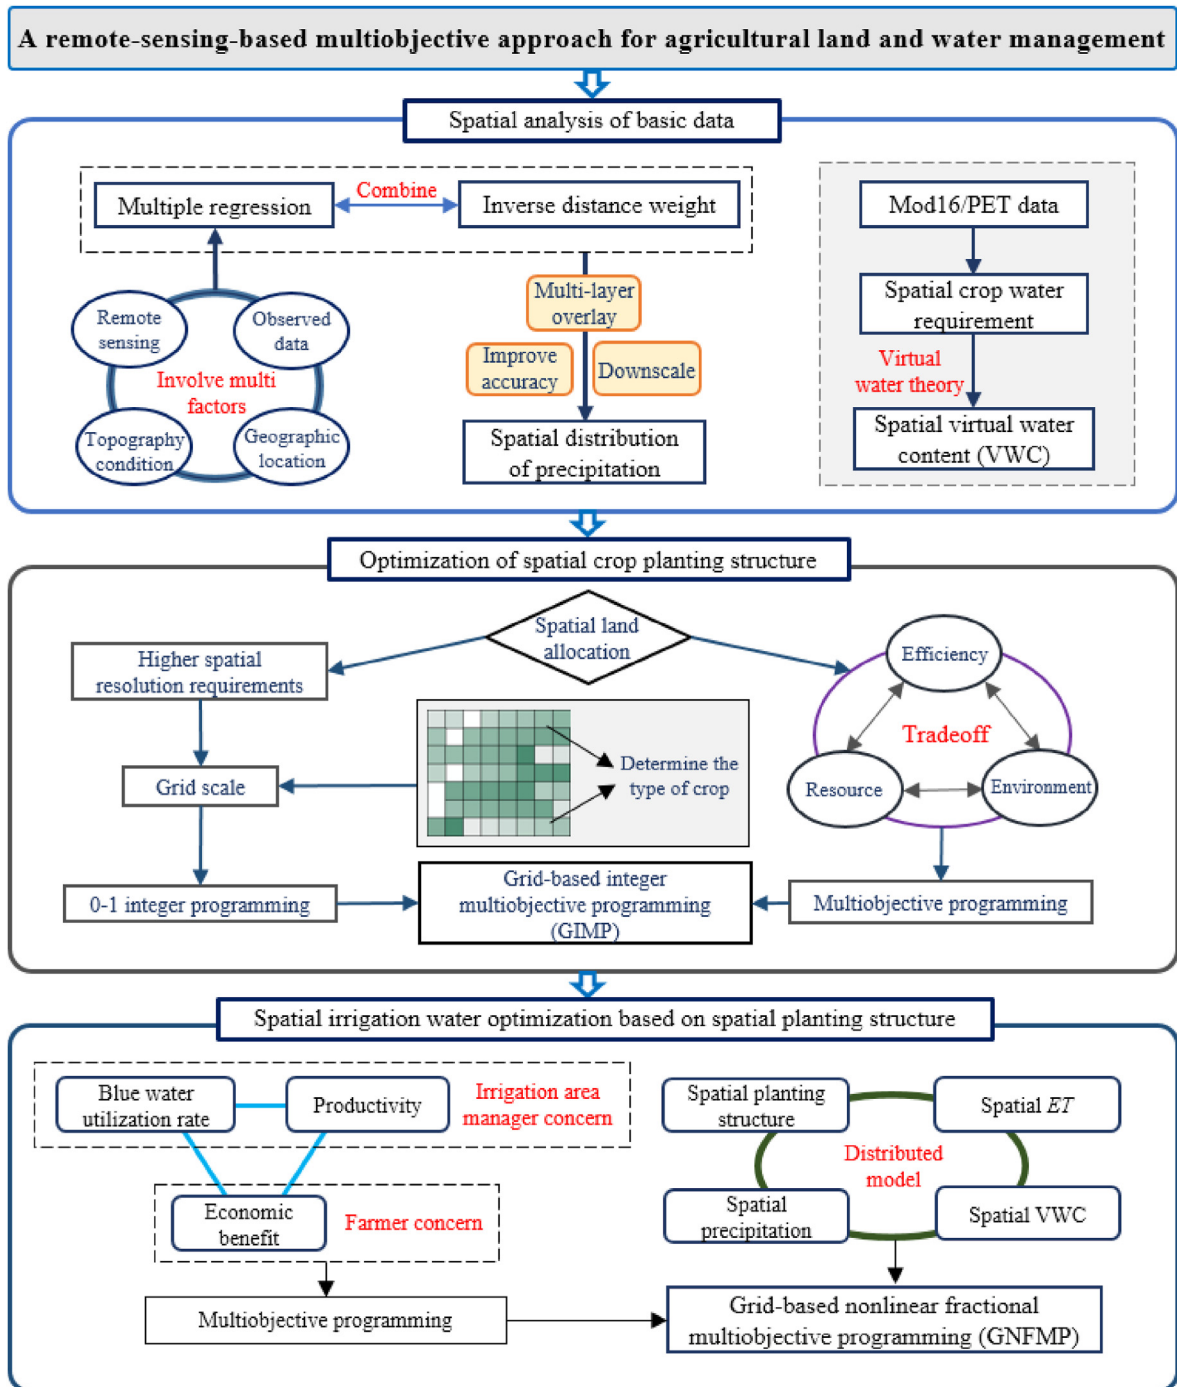 A remote-sensing-based multiobjective approach for agricultural land and water management
Spatial analysis of basic data
Multiple regression
Combine
Inverse distance weight
Remote
sensing
Observed
data
Involve multi
factors
Topography
condition
Geographic
location
Multi-layer
overlay
Improve
accuracy
Downscale
Spatial distribution
of precipitation
Mod16/PET data
Spatial crop water
requirement
Virtual
water theory
Spatial virtual water
content (VWC)
Optimization of spatial crop planting structure
Spatial land
allocation
Higher spatial
resolution requirements
Grid scale
0-1 integer programming
Determine the
type of crop
Grid-based integer
multiobjective programming
(GIMP)
Efficiency
Tradeoff
Resource
Environment
Multiobjective programming
Spatial irrigation water optimization based on spatial planting structure
Blue water
utilization rate
Productivity
Irrigation area
manager concern
Economic
benefit
Farmer concern
Multiobjective programming
Spatial planting
structure
Spatial ET
Distributed
model
Spatial
precipitation
Spatial VWC
Grid-based nonlinear fractional
multiobjective programming (GNFMP)